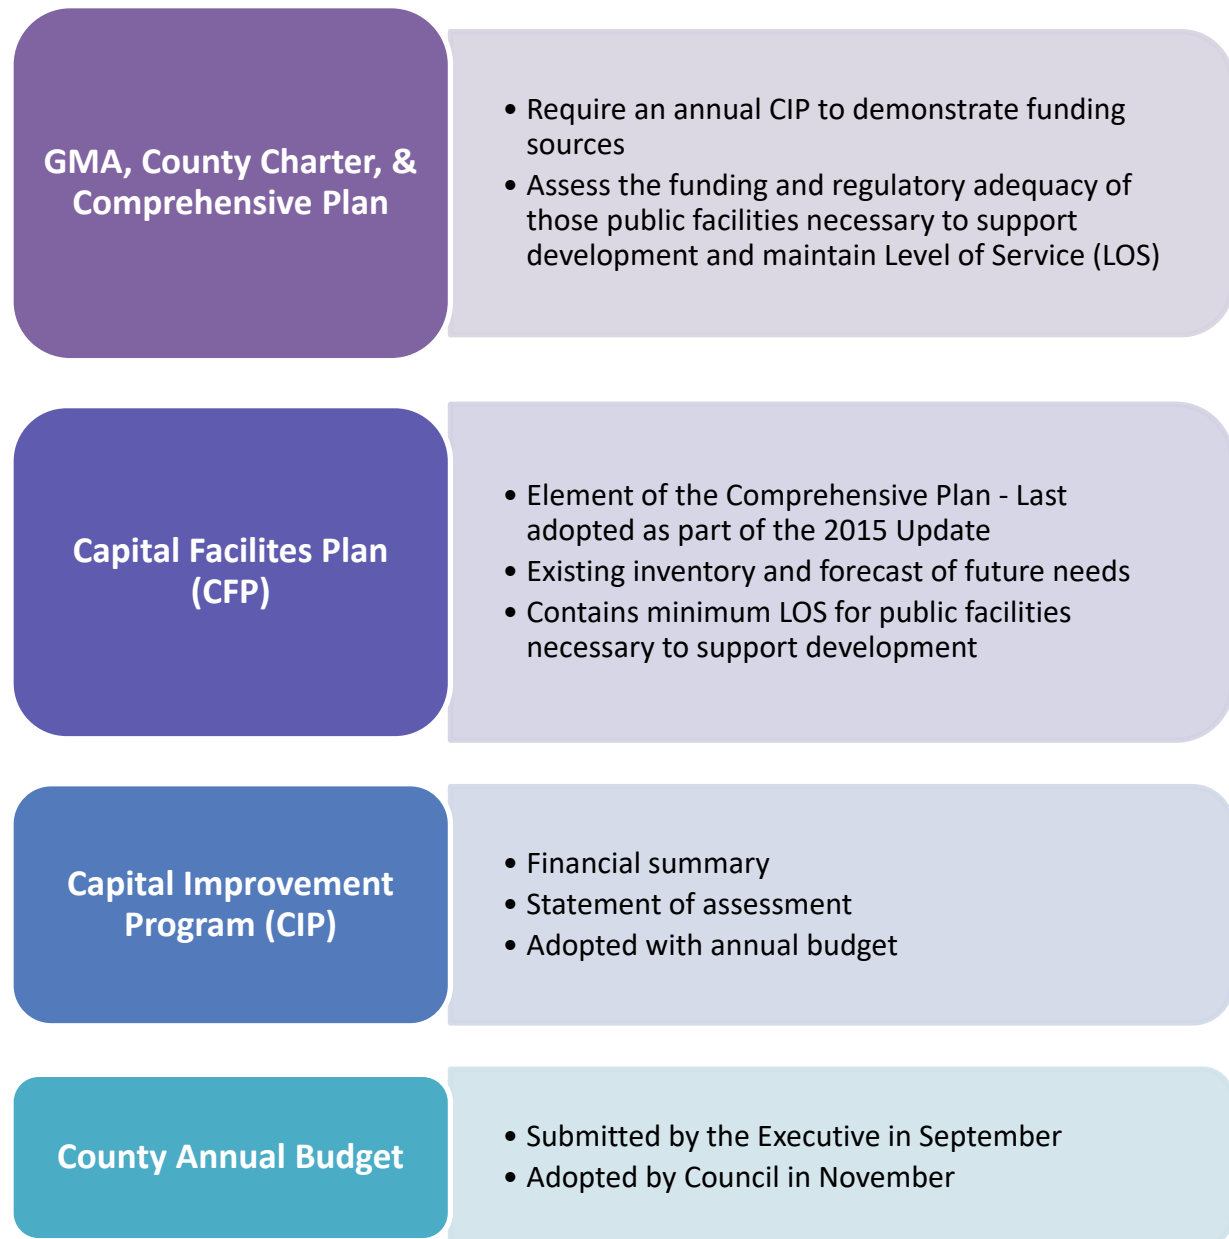 GMA, County Charter, &
Comprehensive Plan
• Require an annual CIP to demonstrate funding
sources
• Assess the funding and regulatory adequacy of
those public facilities necessary to support
development and maintain Level of Service (LOS)
Capital Facilites Plan
(CFP)
• Element of the Comprehensive Plan - Last
adopted as part of the 2015 Update
• Existing inventory and forecast of future needs
• Contains minimum LOS for public facilities
necessary to support development
Capital Improvement
Program (CIP)
• Financial summary
• Statement of assessment
• Adopted with annual budget
County Annual Budget
• Submitted by the Executive in September
• Adopted by Council in November